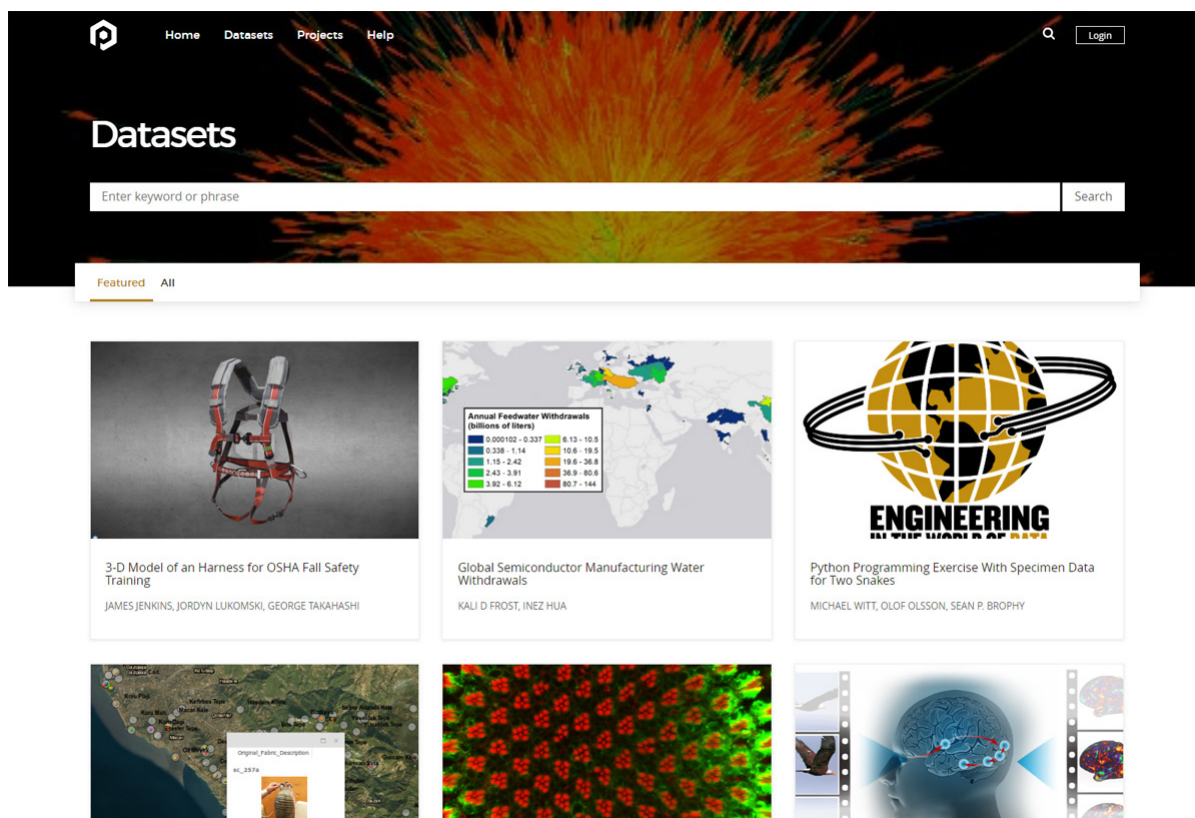 Home Datasets Projects Help Login
Datasets
Enter keyword or phrase Search
Featured All
Annual Feedwater Withdrawals
(billions of liters)
0.000102 - 0.337 6.13 - 10.5
0.338 - 1.14 10.6 - 19.5
1.15 - 2.42 19.6 - 36.8
2.43 - 3.91 36.9 - 80.6
3.92 - 6.12 80.7 - 144
ENGINEERING
IN THE WORLD OF DATA
3-D Model of an Harness for OSHA Fall Safety
Training
JAMES JENKINS, JORDYN LUKOMSKI, GEORGE TAKAHASHI
Global Semiconductor Manufacturing Water
Withdrawals
KALI D FROST, INEZ HUA
Python Programming Exercise With Specimen Data
for Two Snakes
MICHAEL WITT, OLOF OLSSON, SEAN P. BROPHY
Original_Fabric_Description
sc_257a